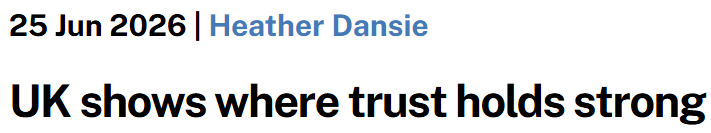 25 Jun 2026 | Heather Dansie
UK shows where trust holds strong